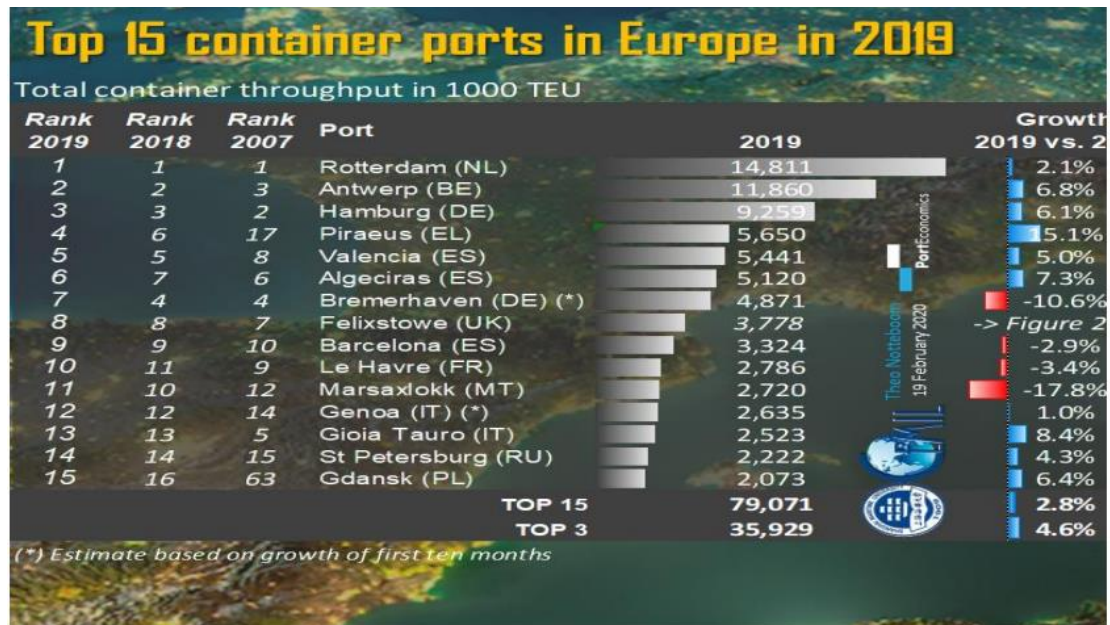 Top 15 container ports in Europe in 2019
Total container throughput in 1000 TEU
Rank Rank Rank Growth
2019 2018 2007 Port 2019 2019 vs. 2
1 1 1 Rotterdam (NL) 14,811 2.1%
2 2 3 Antwerp (BE) 11,860 6.8%
3 3 2 Hamburg (DE) 9,259 6.1%
4 6 17 Piraeus (EL) 5,650 15.1%
5 5 8 Valencia (ES) 5,441 5.0%
6 7 6 Algeciras (ES) 5,120 7.3%
7 4 4 Bremerhaven (DE) (*) 4,871 -10.6%
8 8 7 Felixstowe (UK) 3,778 -> Figure 2
9 9 10 Barcelona (ES) 3,324 -2.9%
10 11 9 Le Havre (FR) 2,786 -3.4%
11 10 12 Marsaxlokk (MT) 2,720 -17.8%
12 12 14 Genoa (IT) (*) 2,635 1.0%
13 13 5 Gioia Tauro (IT) 2,523 8.4%
14 14 15 St Petersburg (RU) 2,222 4.3%
15 16 63 Gdansk (PL) 2,073 6.4%
TOP 15 79,071 2.8%
TOP 3 35,929 4.6%
(*) Estimate based on growth of first ten months
PortEconomics
Theo Notteboom
19 February 2020